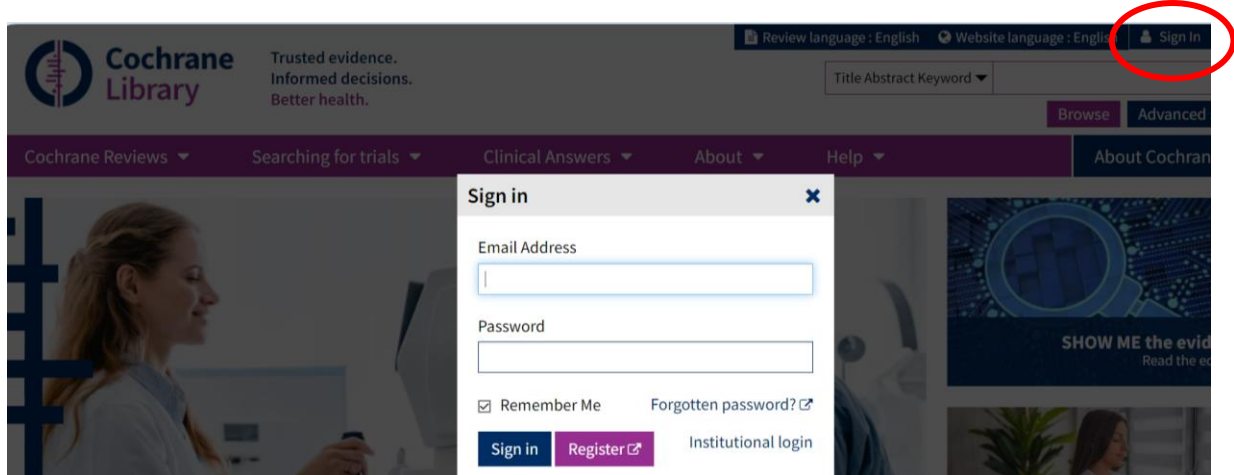 Review language : English Website language : English Sign In
Cochrane
Library
Trusted evidence.
Informed decisions.
Better health.
Title Abstract Keyword
Browse Advanced
Cochrane Reviews Searching for trials Clinical Answers About Help About Cochran
Sign in
Email Address
Password
Remember Me Forgotten password?
Sign in Register Institutional login
SHOW ME the evid
Read the ed